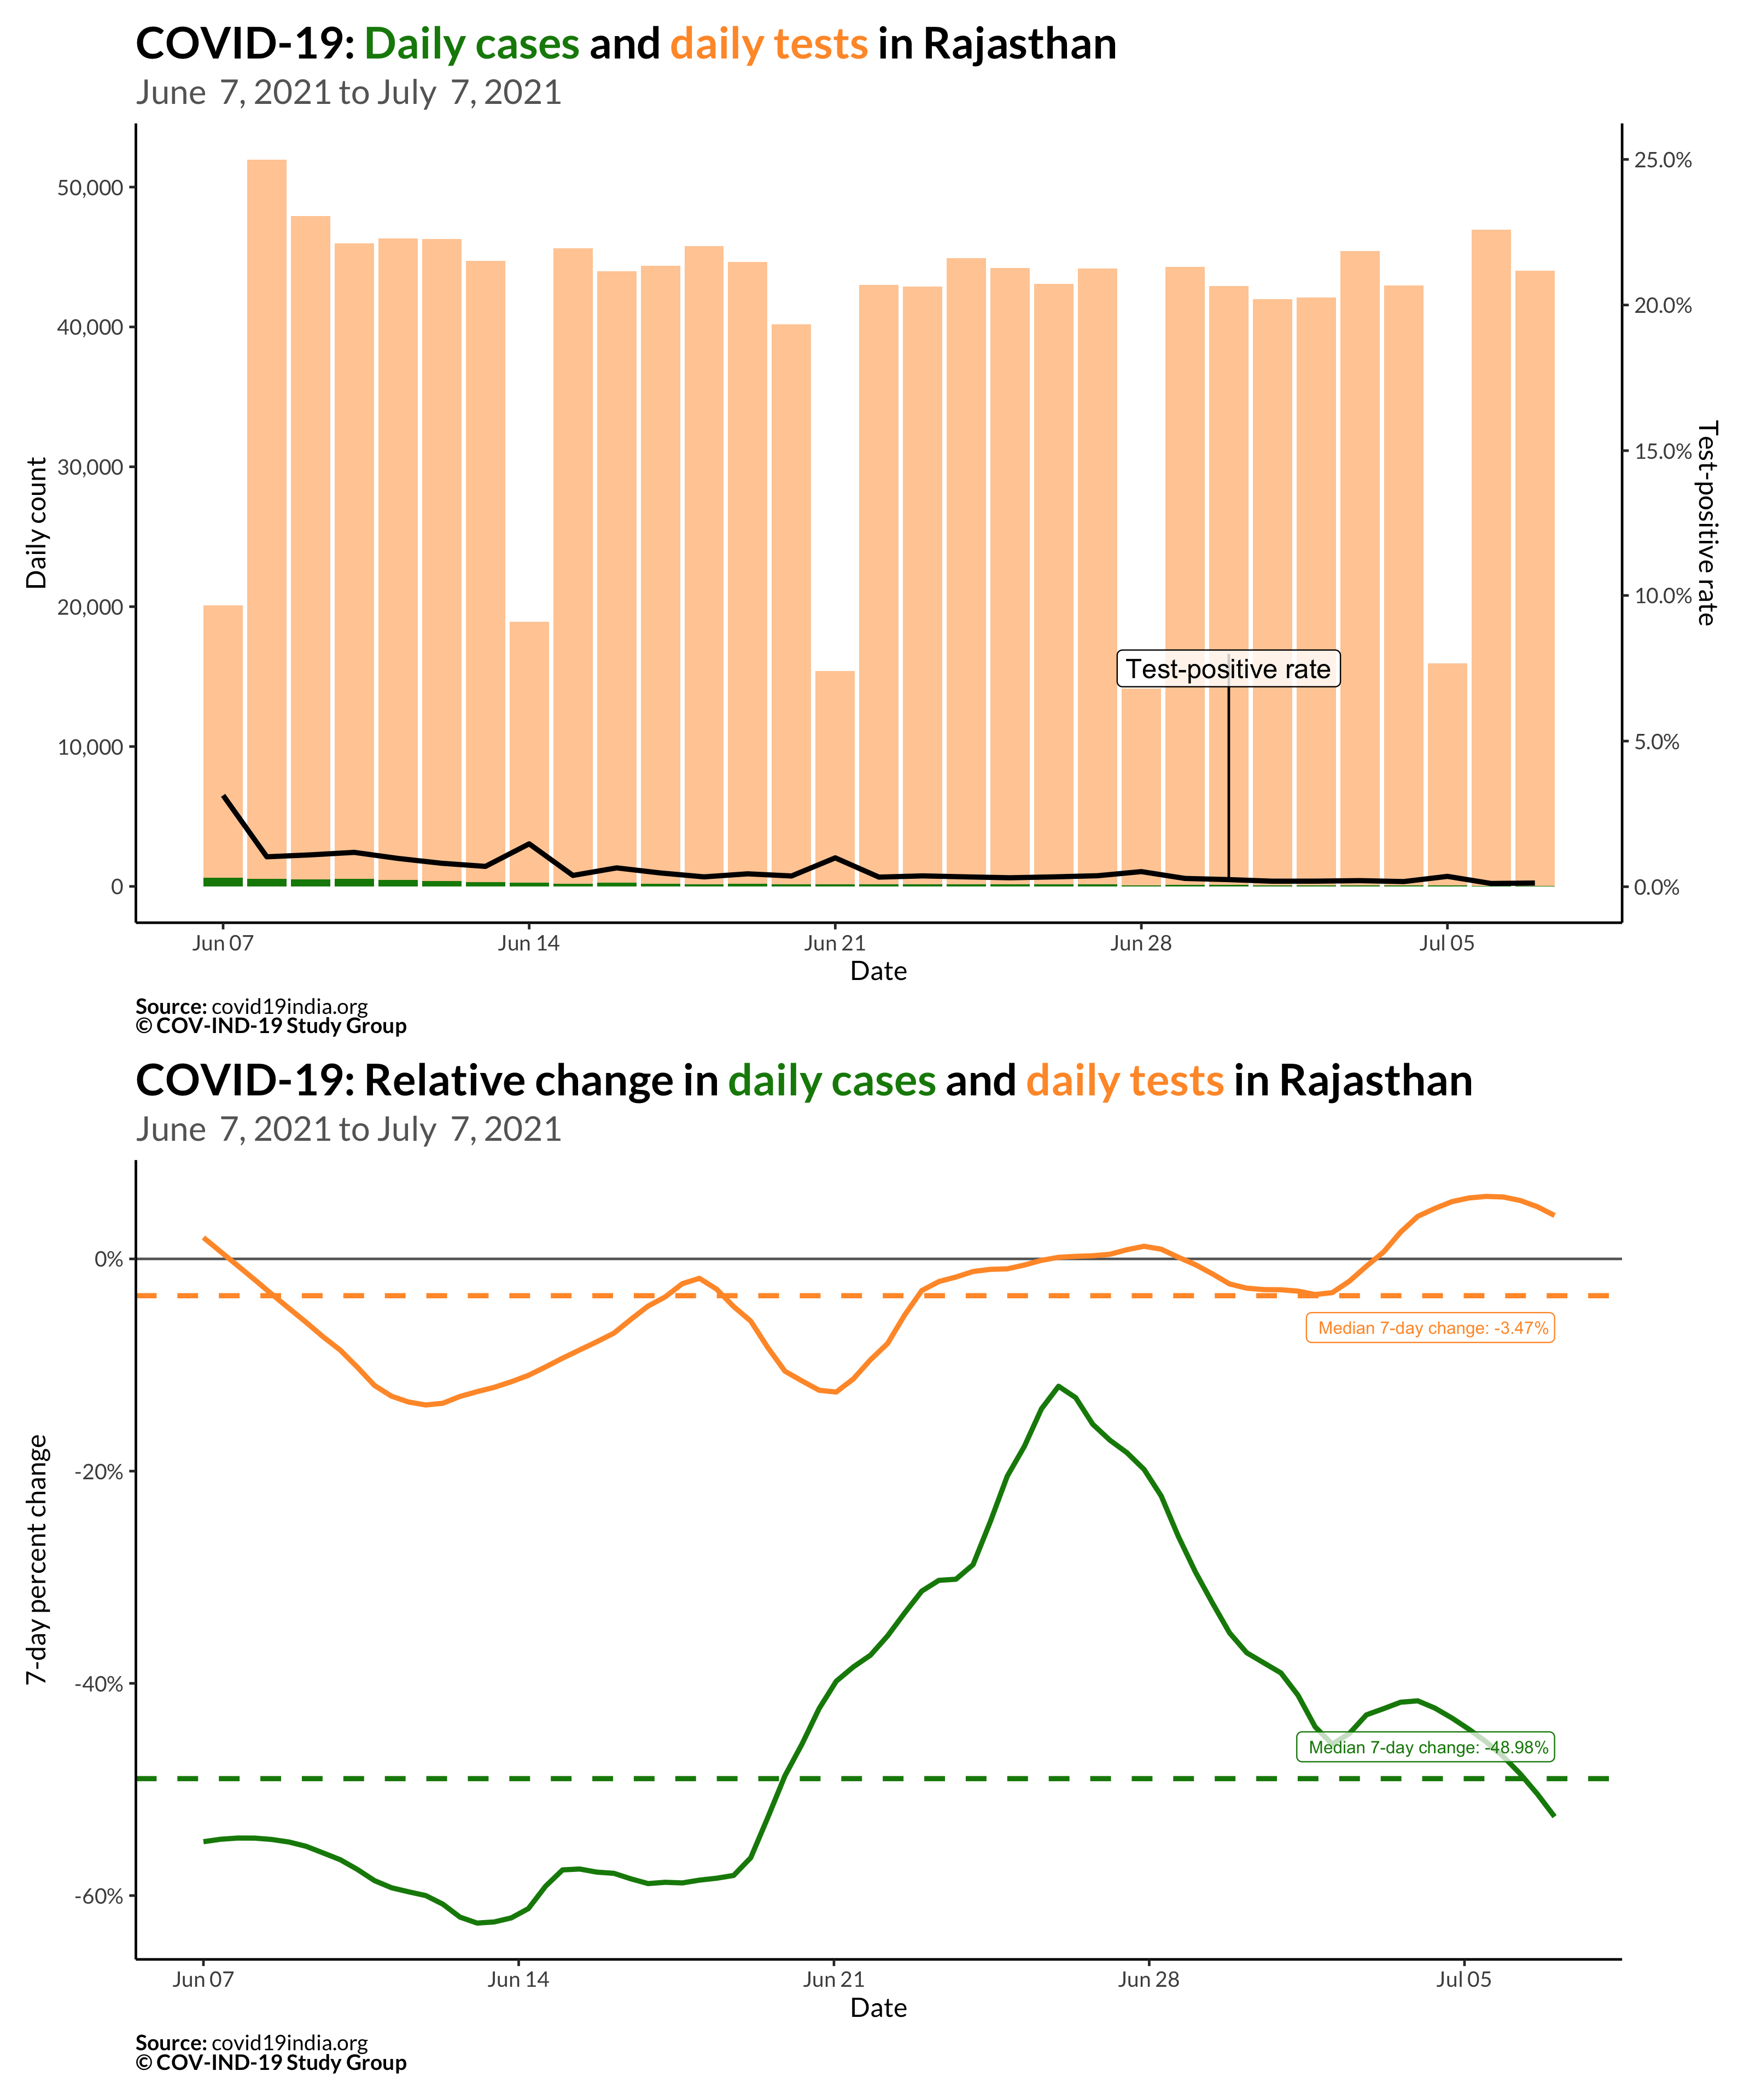 COVID-19: Daily cases and daily tests in Rajasthan
June 7, 2021 to July 7, 2021
50,000
40,000
30,000
20,000
10,000
0
Daily count
25.0%
20.0%
15.0%
10.0%
5.0%
0.0%
Test-positive rate
Test-positive rate
Jun 07 Jun 14 Jun 21 Jun 28 Jul 05
Date
Source: covid19india.org
© COV-IND-19 Study Group
COVID-19: Relative change in daily cases and daily tests in Rajasthan
June 7, 2021 to July 7, 2021
0%
-20%
-40%
-60%
7-day percent change
Median 7-day change: -3.47%
Median 7-day change: -48.98%
Jun 07 Jun 14 Jun 21 Jun 28 Jul 05
Date
Source: covid19india.org
© COV-IND-19 Study Group